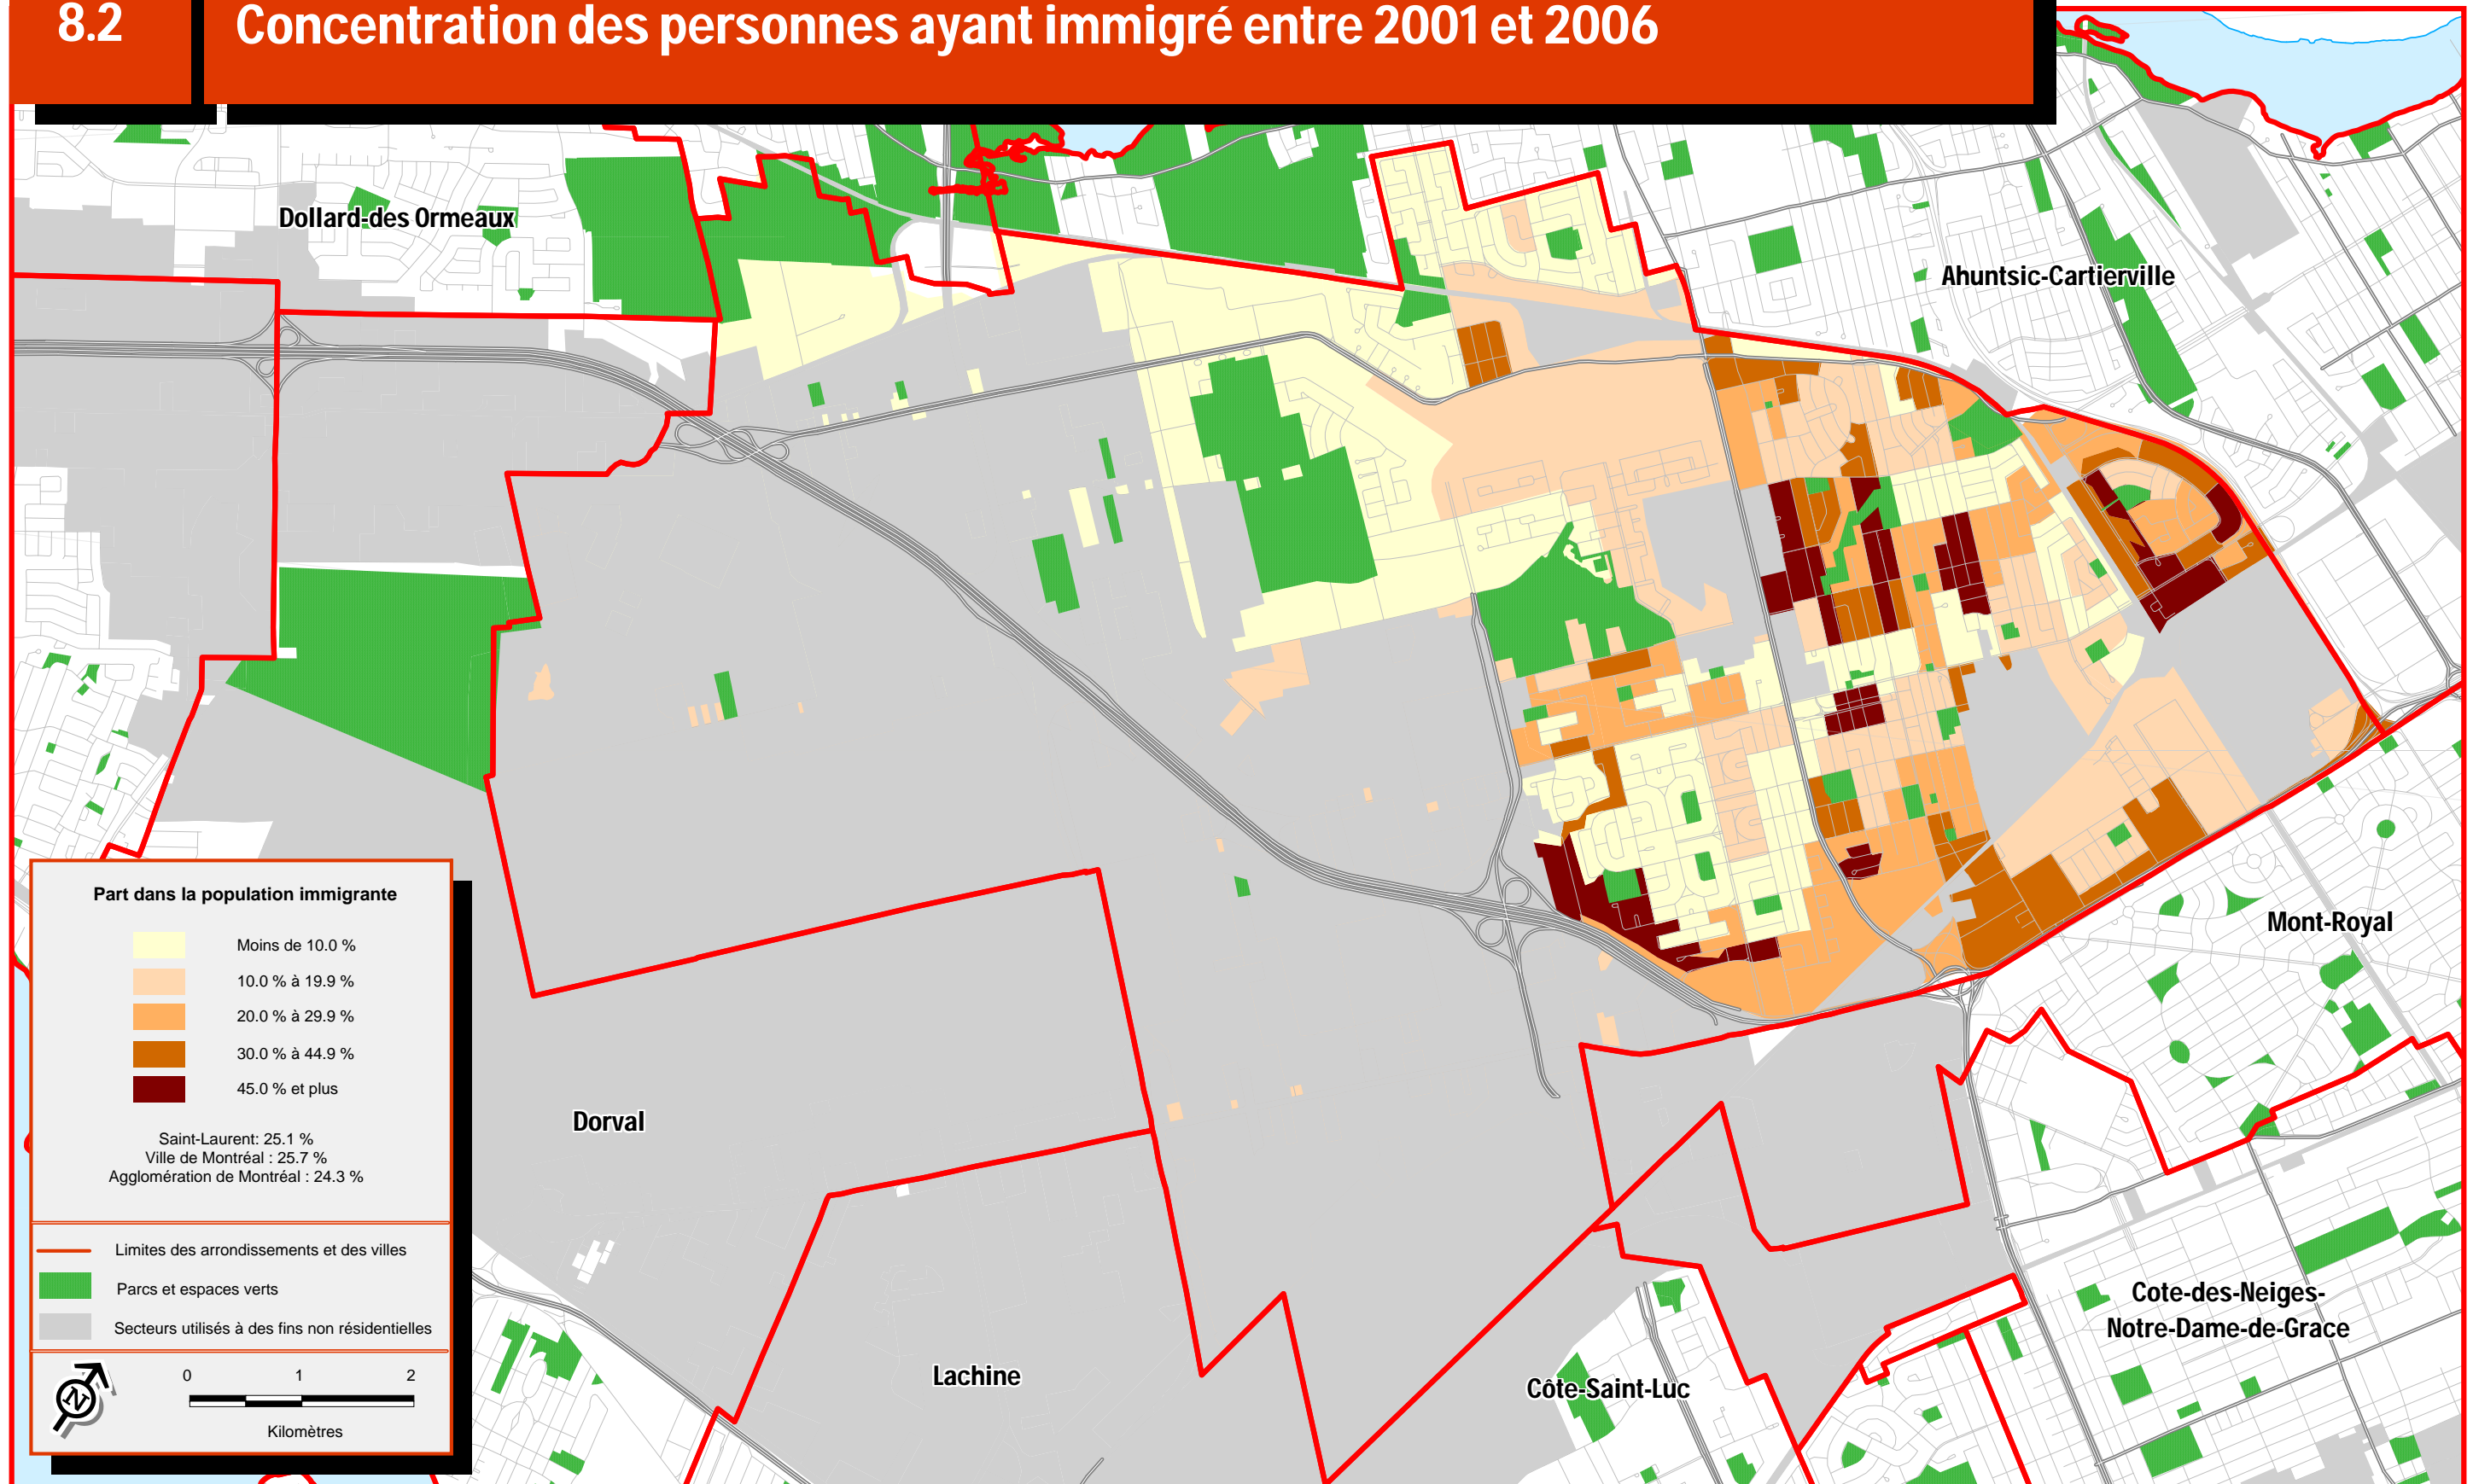 8.2
Concentration des personnes ayant immigré entre 2001 et 2006
Dollard-des Ormeaux
Ahuntsic-Cartierville
Mont-Royal
Dorval
Lachine
Côte-Saint-Luc
Cote-des-Neiges-
Notre-Dame-de-Grace
Part dans la population immigrante
Moins de 10.0 %
10.0 % à 19.9 %
20.0 % à 29.9 %
30.0 % à 44.9 %
45.0 % et plus
Saint-Laurent: 25.1 %
Ville de Montréal : 25.7 %
Agglomération de Montréal : 24.3 %
Limites des arrondissements et des villes
Parcs et espaces verts
Secteurs utilisés à des fins non résidentielles
N
0 1 2
Kilomètres